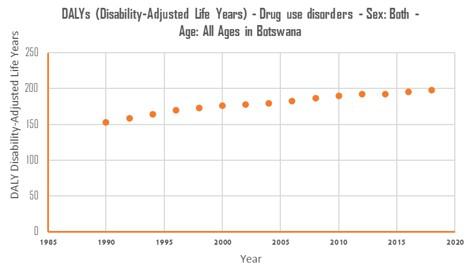 DALYs (Disability-Adjusted Life Years) - Drug use disorders - Sex: Both -
Age: All Ages in Botswana
DALY Disability-Adjusted Life Years
250
200
150
100
50
0
1985 1990 1995 2000 2005 2010 2015 2020
Year